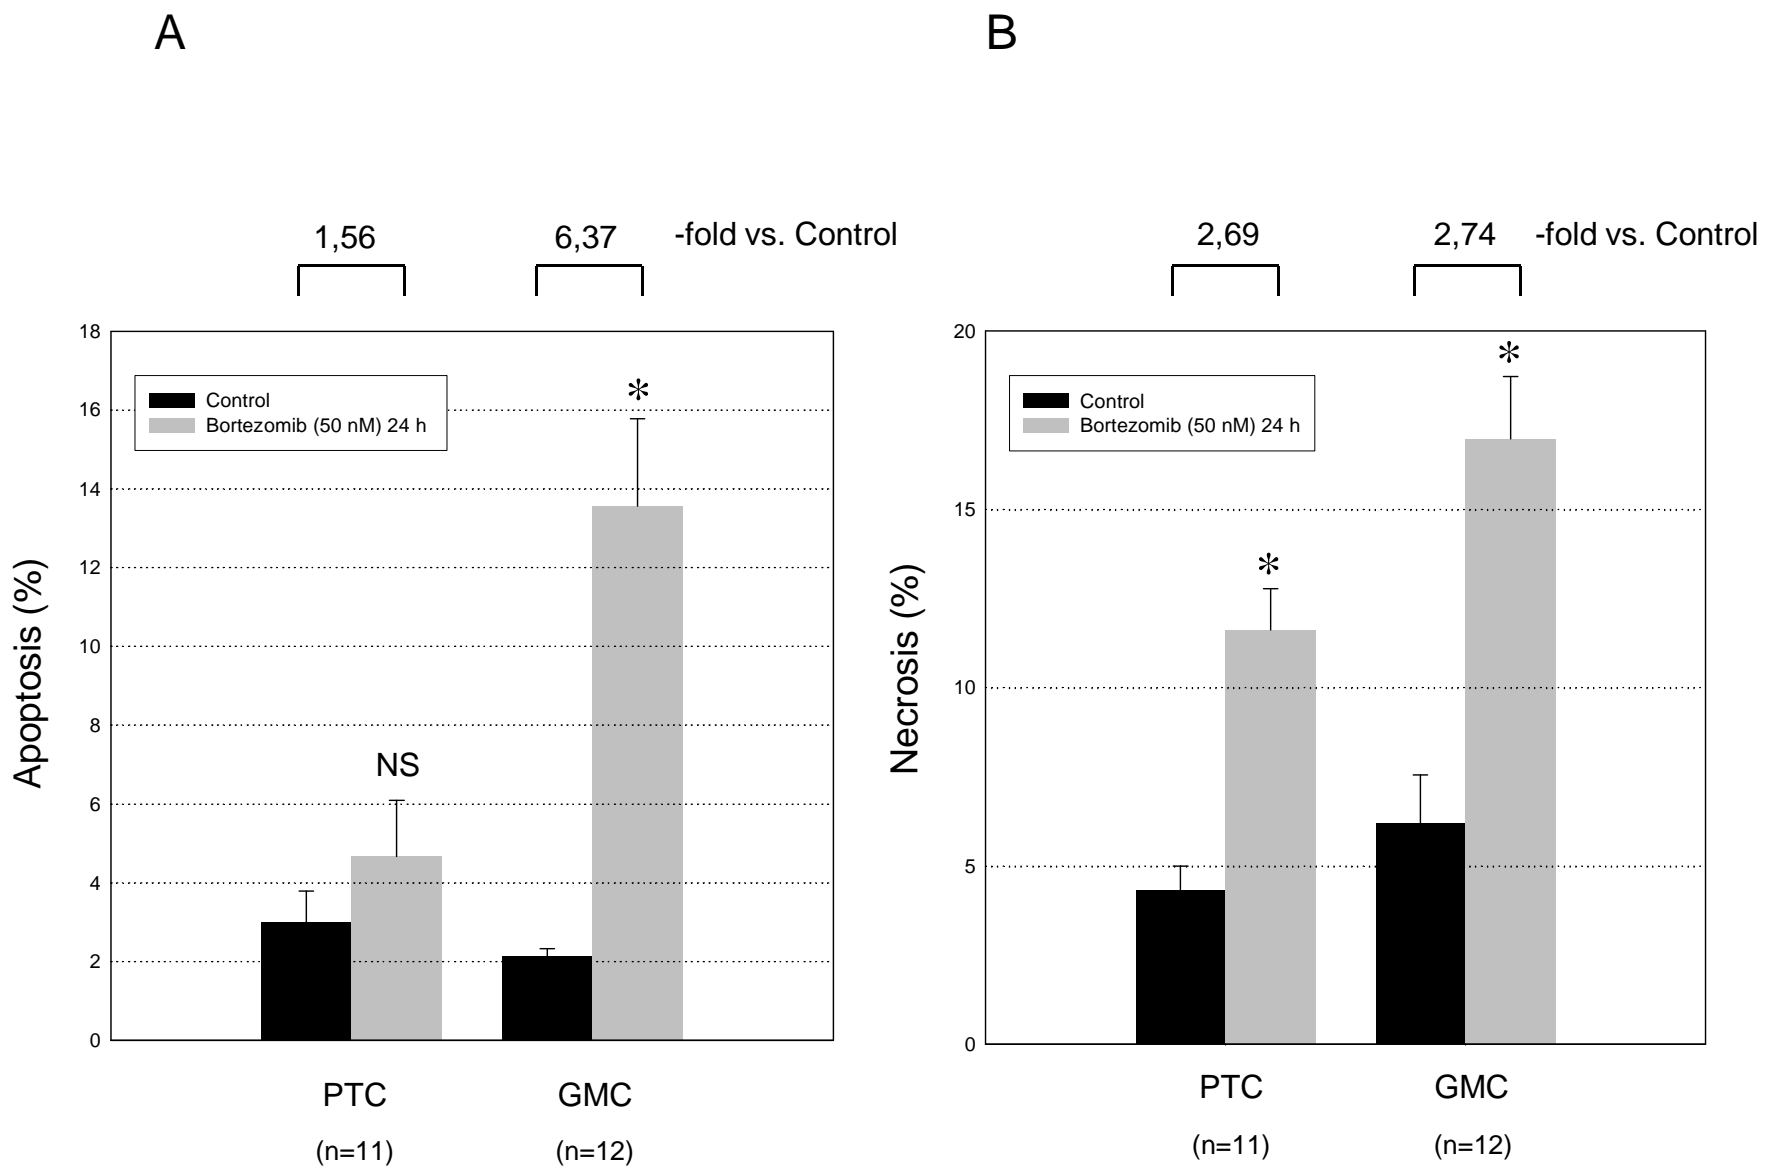 A
1,56 6,37 -fold vs. Control
18
16
14
12
10
8
6
4
2
0
Apoptosis (%)
Control
Bortezomib (50 nM) 24 h
NS
*
PTC GMC
(n=11) (n=12)
B
2,69 2,74 -fold vs. Control
20
15
10
5
0
Necrosis (%)
Control
Bortezomib (50 nM) 24 h
*
*
PTC GMC
(n=11) (n=12)